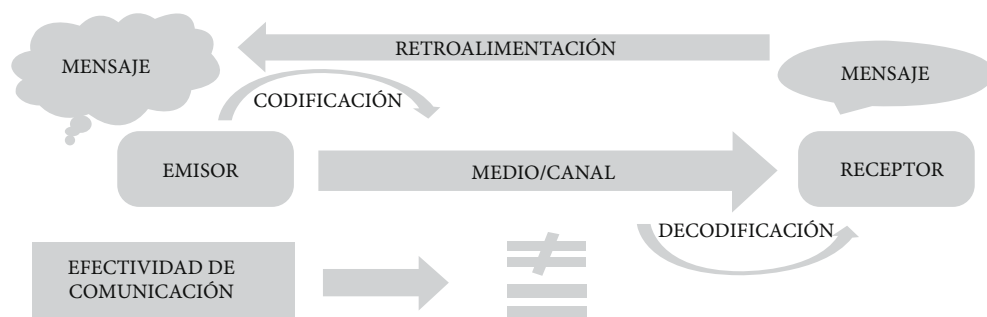 RETROALIMENTACIÓN
MENSAJE
MENSAJE
CODIFICACIÓN
EMISOR
MEDIO/CANAL
RECEPTOR
DECODIFICACIÓN
EFECTIVIDAD DE
COMUNICACIÓN